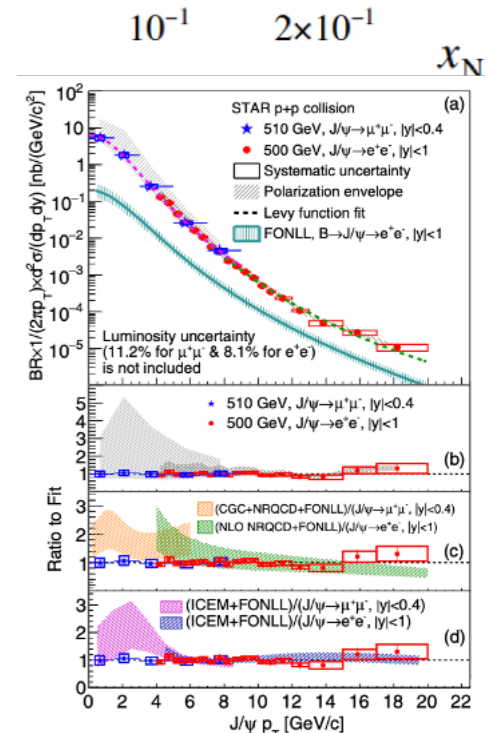 10⁻¹ 2×10⁻¹
x_N
BR×1/(2πp_T)×d²σ/(dp_T dy) [nb/(GeV/c)²]
10²
10
1
10⁻¹
10⁻²
10⁻³
10⁻⁴
10⁻⁵
(a)
STAR p+p collision
510 GeV, J/ψ→μ⁺μ⁻, |y|<0.4
500 GeV, J/ψ→e⁺e⁻, |y|<1
Systematic uncertainty
Polarization envelope
Levy function fit
FONLL, B→J/ψ→e⁺e⁻, |y|<1
Luminosity uncertainty
(11.2% for μ⁺μ⁻ & 8.1% for e⁺e⁻)
is not included
Ratio to Fit
5
4
3
2
1
510 GeV, J/ψ→μ⁺μ⁻, |y|<0.4
500 GeV, J/ψ→e⁺e⁻, |y|<1
(b)
3
2
1
(CGC+NRQCD+FONLL)/(J/ψ→μ⁺μ⁻, |y|<0.4)
(NLO NRQCD+FONLL)/(J/ψ→e⁺e⁻, |y|<1)
(c)
3
2
1
(ICEM+FONLL)/(J/ψ→μ⁺μ⁻, |y|<0.4)
(ICEM+FONLL)/(J/ψ→e⁺e⁻, |y|<1)
(d)
0 2 4 6 8 10 12 14 16 18 20 22
J/ψ p_T [GeV/c]